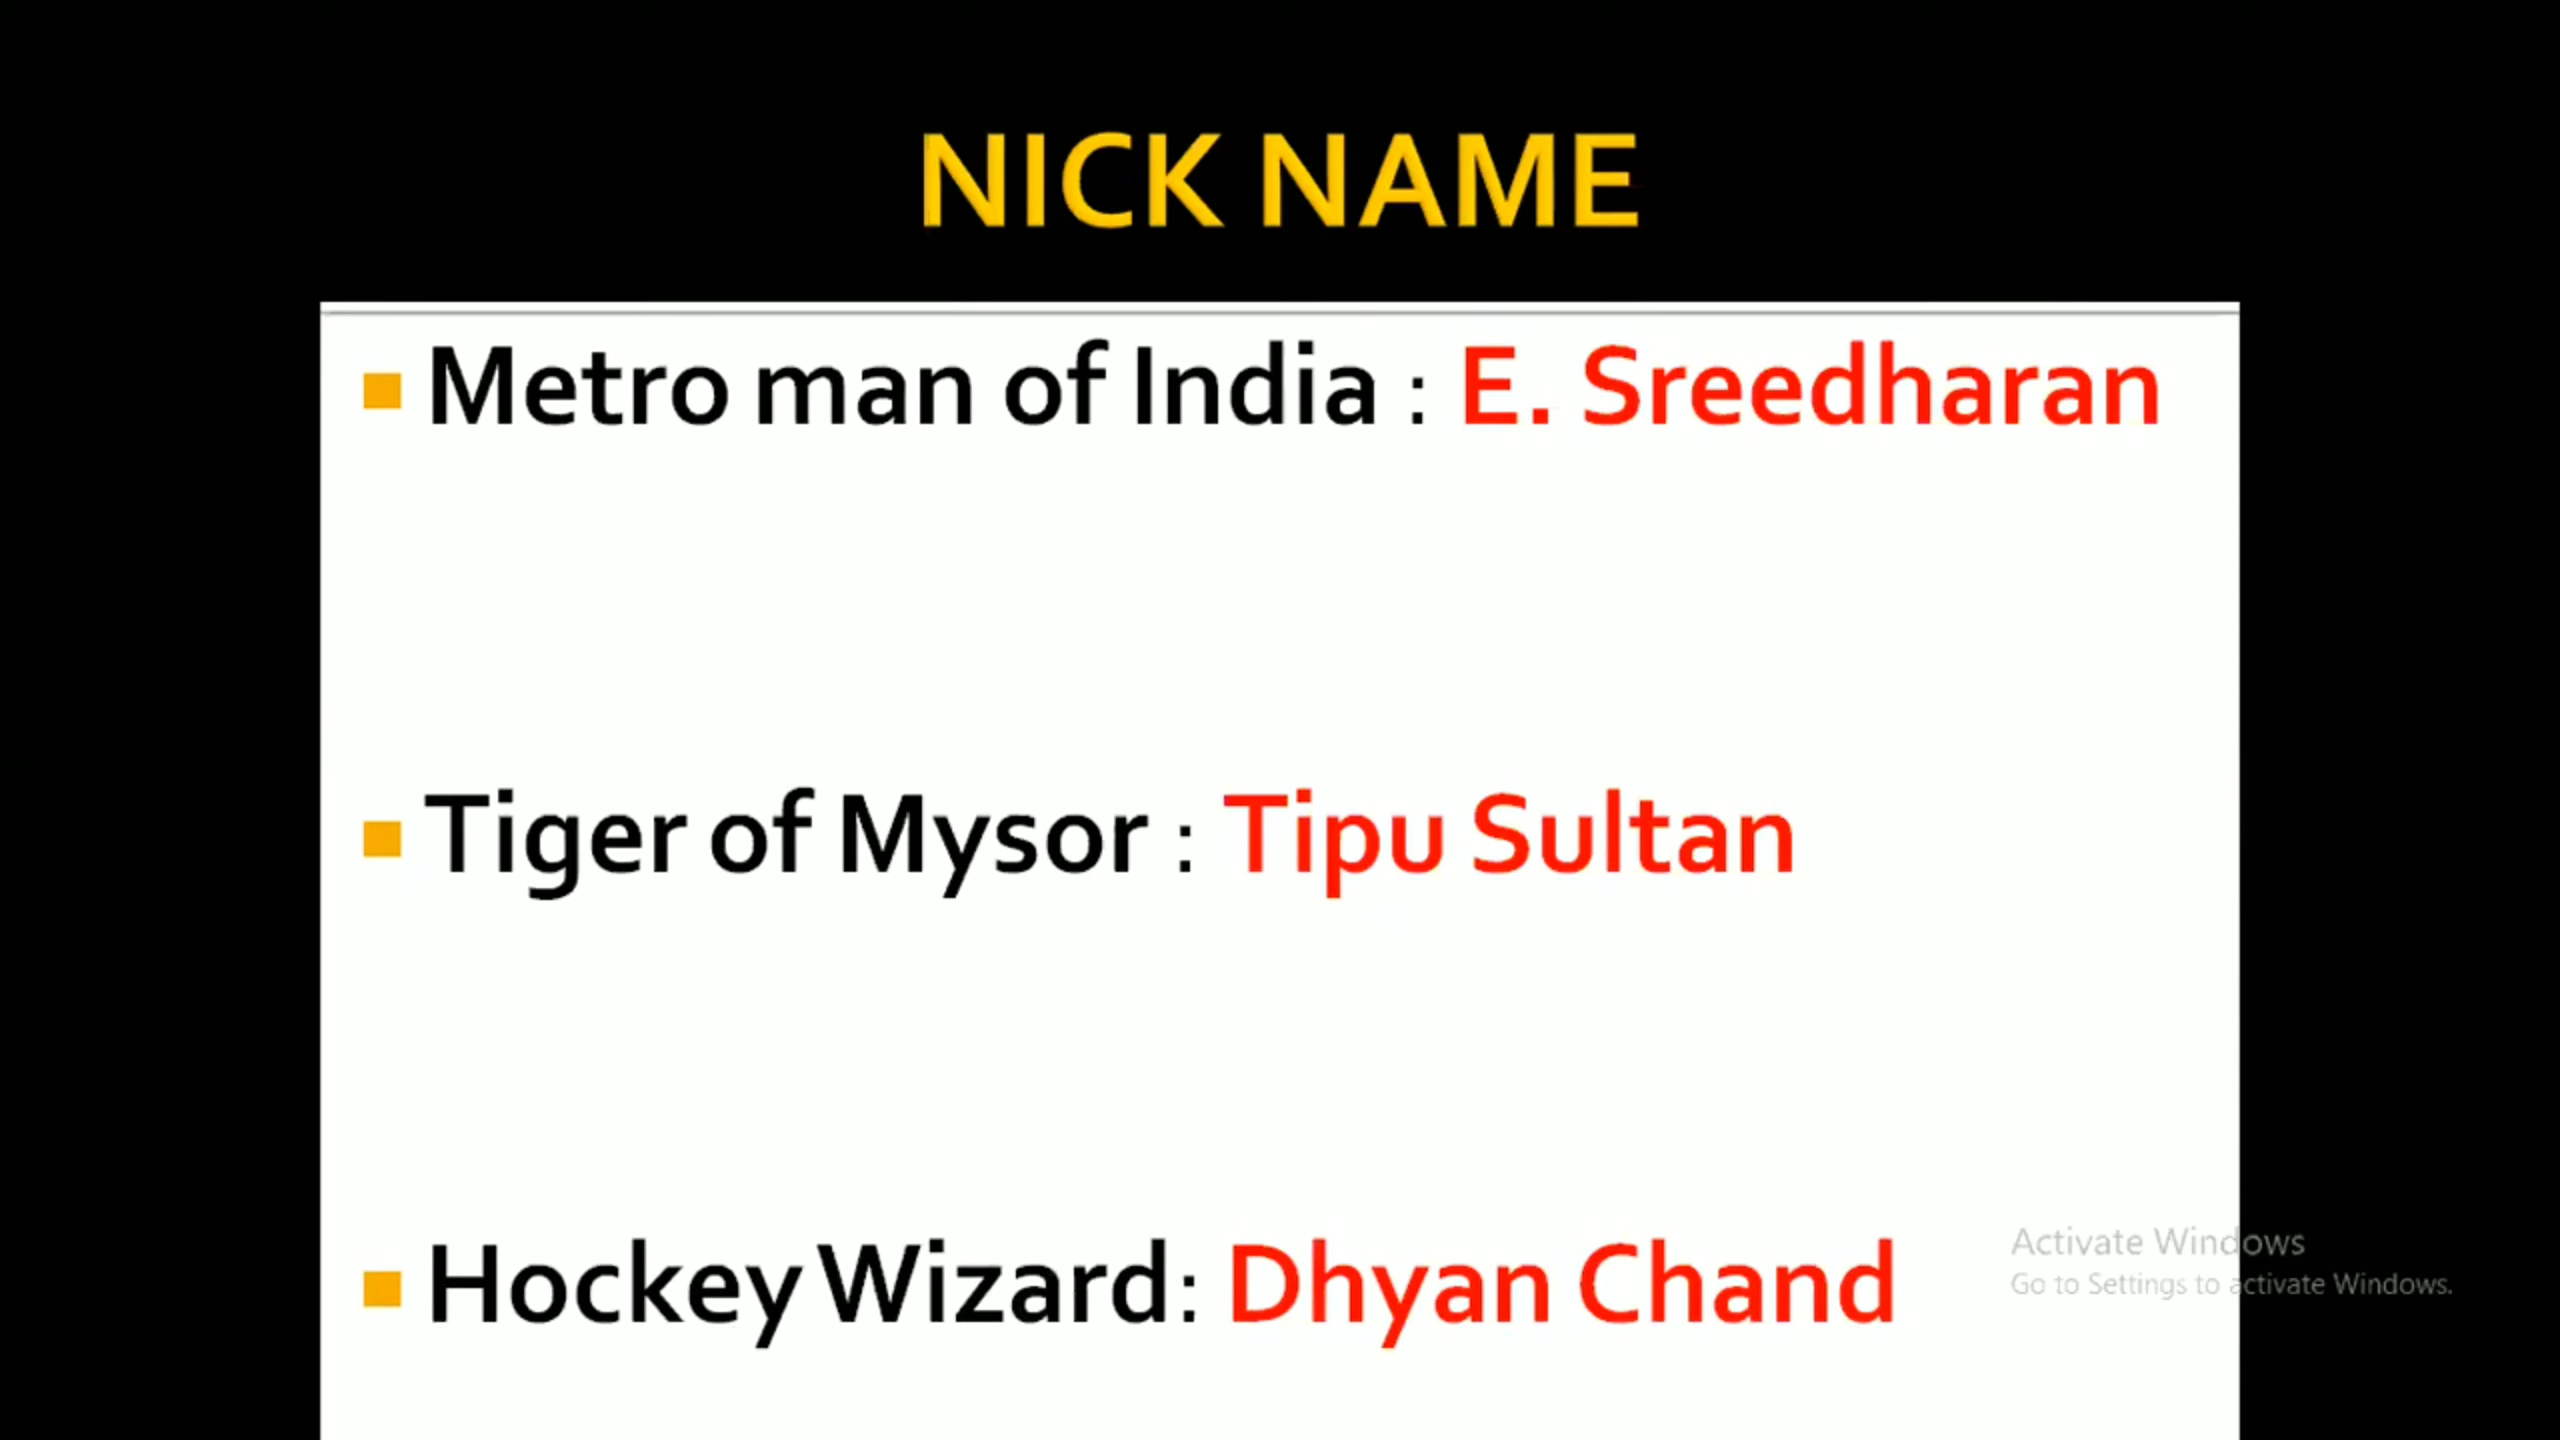 NICK NAME
Metro man of India : E. Sreedharan
Tiger of Mysor : Tipu Sultan
Hockey Wizard: Dhyan Chand
Activate Windows
Go to Settings to activate Windows.